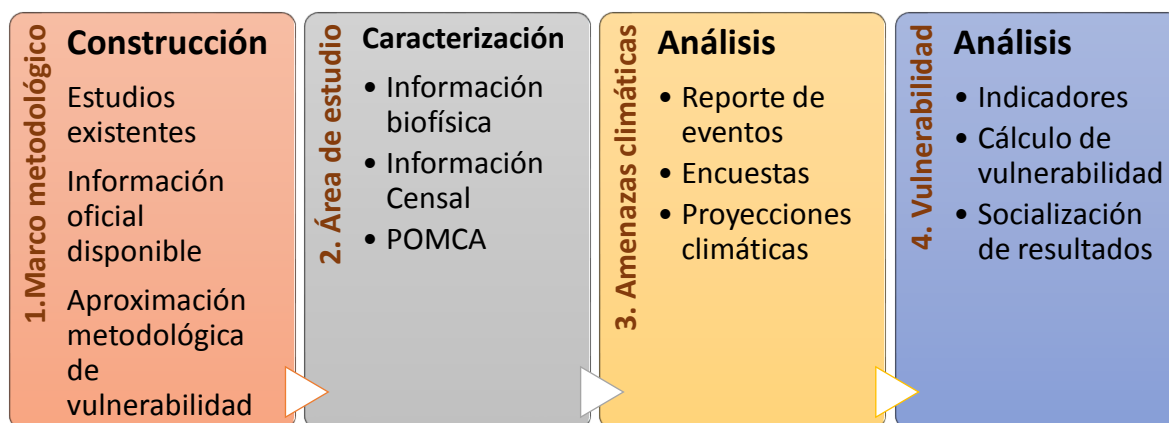 1.Marco metodológico
Construcción
Estudios
existentes
Información
oficial
disponible
Aproximación
metodológica
de
vulnerabilidad
2. Área de estudio
Caracterización
• Información
biofísica
• Información
Censal
• POMCA
3. Amenazas climáticas
Análisis
• Reporte de
eventos
• Encuestas
• Proyecciones
climáticas
4. Vulnerabilidad
Análisis
• Indicadores
• Cálculo de
vulnerabilidad
• Socialización
de resultados